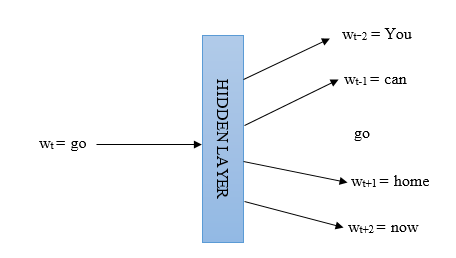 wₜ₋₂ = You
wₜ₋₁ = can
go
wₜ = go
HIDDEN LAYER
wₜ₊₁ = home
wₜ₊₂ = now